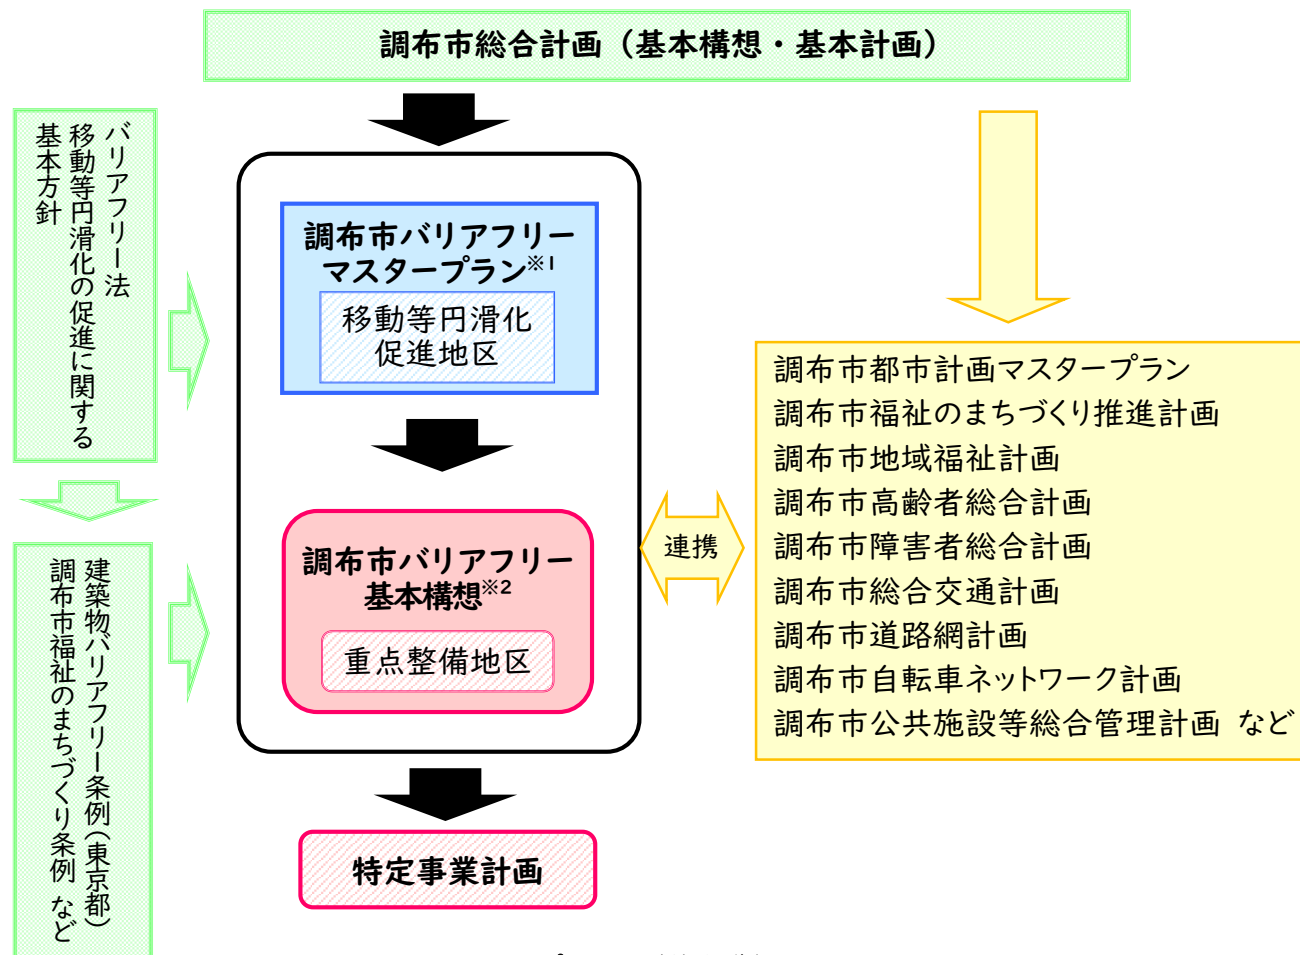 調布市総合計画（基本構想・基本計画）
バリアフリー法
移動等円滑化の促進に関する
基本方針
建築物バリアフリー条例（東京都）
調布市福祉のまちづくり条例 など
調布市バリアフリー
マスタープラン※1
移動等円滑化
促進地区
調布市バリアフリー
基本構想※2
重点整備地区
特定事業計画
連携
調布市都市計画マスタープラン
調布市福祉のまちづくり推進計画
調布市地域福祉計画
調布市高齢者総合計画
調布市障害者総合計画
調布市総合交通計画
調布市道路網計画
調布市自転車ネットワーク計画
調布市公共施設等総合管理計画 など